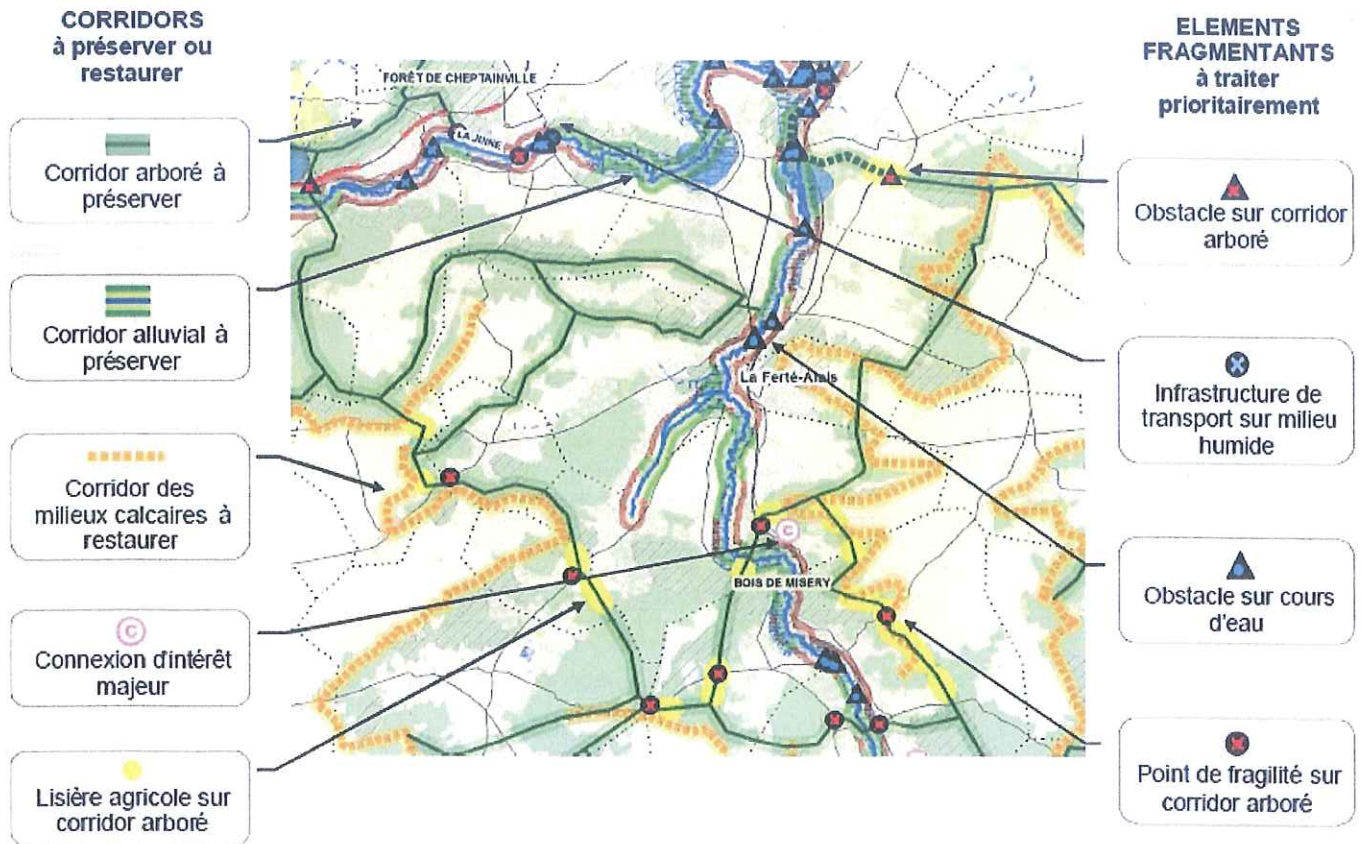 CORRIDORS
à préserver ou
restaurer
Corridor arboré à
préserver
Corridor alluvial à
préserver
Corridor des
milieux calcaires à
restaurer
C
Connexion d'intérêt
majeur
Lisière agricole sur
corridor arboré
FORÊT DE CHEPTAINVILLE
LA JINNE
La Ferté-Alais
C
BOIS DE MISERY
ELEMENTS
FRAGMENTANTS
à traiter
prioritairement
Obstacle sur corridor
arboré
Infrastructure de
transport sur milieu
humide
Obstacle sur cours
d'eau
Point de fragilité sur
corridor arboré